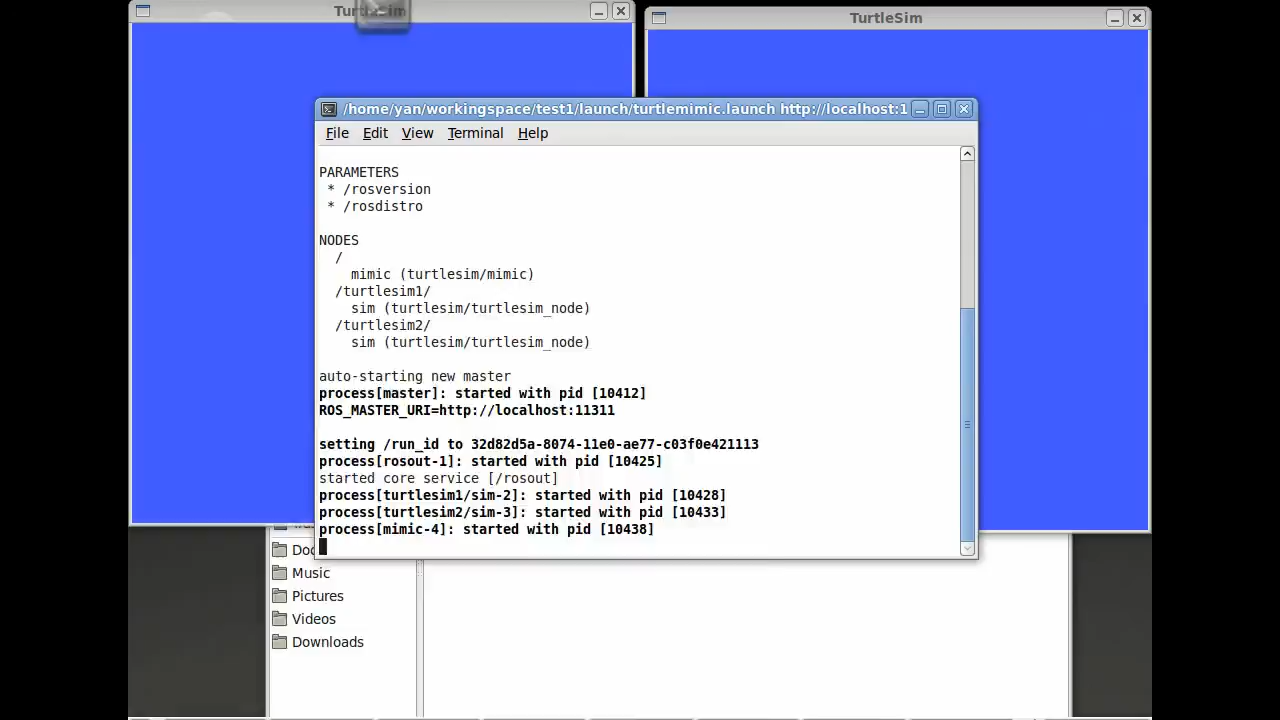 TurtleSim
TurtleSim
/home/yan/workingspace/test1/launch/turtlemimic.launch http://localhost:1
File Edit View Terminal Help
PARAMETERS
* /rosversion
* /rosdistro
NODES
/
mimic (turtlesim/mimic)
/turtlesim1/
sim (turtlesim/turtlesim_node)
/turtlesim2/
sim (turtlesim/turtlesim_node)
auto-starting new master
process[master]: started with pid [10412]
ROS_MASTER_URI=http://localhost:11311
setting /run_id to 32d82d5a-8074-11e0-ae77-c03f0e421113
process[rosout-1]: started with pid [10425]
started core service [/rosout]
process[turtlesim1/sim-2]: started with pid [10428]
process[turtlesim2/sim-3]: started with pid [10433]
process[mimic-4]: started with pid [10438]
Doc
Music
Pictures
Videos
Downloads